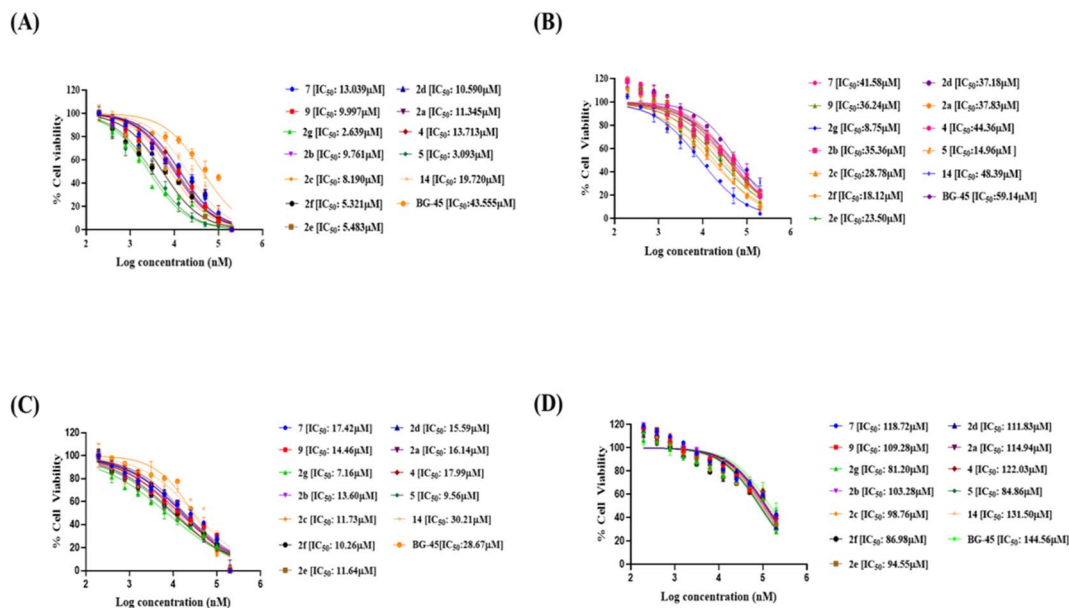 (A)
% Cell viability
120
100
80
60
40
20
0
2 3 4 5 6
Log concentration (nM)
7 [IC50: 13.039µM]
9 [IC50: 9.997µM]
2g [IC50: 2.639µM]
2b [IC50: 9.761µM]
2c [IC50: 8.190µM]
2f [IC50: 5.321µM]
2e [IC50: 5.483µM]
2d [IC50: 10.590µM]
2a [IC50: 11.345µM]
4 [IC50: 13.713µM]
5 [IC50: 3.093µM]
14 [IC50: 19.720µM]
BG-45 [IC50:43.555µM]
(B)
% Cell Viability
120
100
80
60
40
20
0
2 3 4 5 6
Log concentration (nM)
7 [IC50:41.58µM]
9 [IC50:36.24µM]
2g [IC50:8.75µM]
2b [IC50:35.36µM]
2c [IC50:28.78µM]
2f [IC50:18.12µM]
2e [IC50:23.50µM]
2d [IC50:37.18µM]
2a [IC50:37.83µM]
4 [IC50:44.36µM]
5 [IC50:14.96µM]
14 [IC50:48.39µM]
BG-45 [IC50:59.14µM]
(C)
% Cell Viability
120
100
80
60
40
20
0
2 3 4 5 6
Log concentration (nM)
7 [IC50: 17.42µM]
9 [IC50: 14.46µM]
2g [IC50: 7.16µM]
2b [IC50: 13.60µM]
2c [IC50: 11.73µM]
2f [IC50: 10.26µM]
2e [IC50: 11.64µM]
2d [IC50: 15.59µM]
2a [IC50: 16.14µM]
4 [IC50: 17.99µM]
5 [IC50: 9.56µM]
14 [IC50: 30.21µM]
BG-45[IC50:28.67µM]
(D)
% Cell Viability
120
100
80
60
40
20
0
2 3 4 5 6
Log concentration (nM)
7 [IC50: 118.72µM]
9 [IC50: 109.28µM]
2g [IC50: 81.20µM]
2b [IC50: 103.28µM]
2c [IC50: 98.76µM]
2f [IC50: 86.98µM]
2e [IC50: 94.55µM]
2d [IC50: 111.83µM]
2a [IC50: 114.94µM]
4 [IC50: 122.03µM]
5 [IC50: 84.86µM]
14 [IC50: 131.50µM]
BG-45 [IC50: 144.56µM]